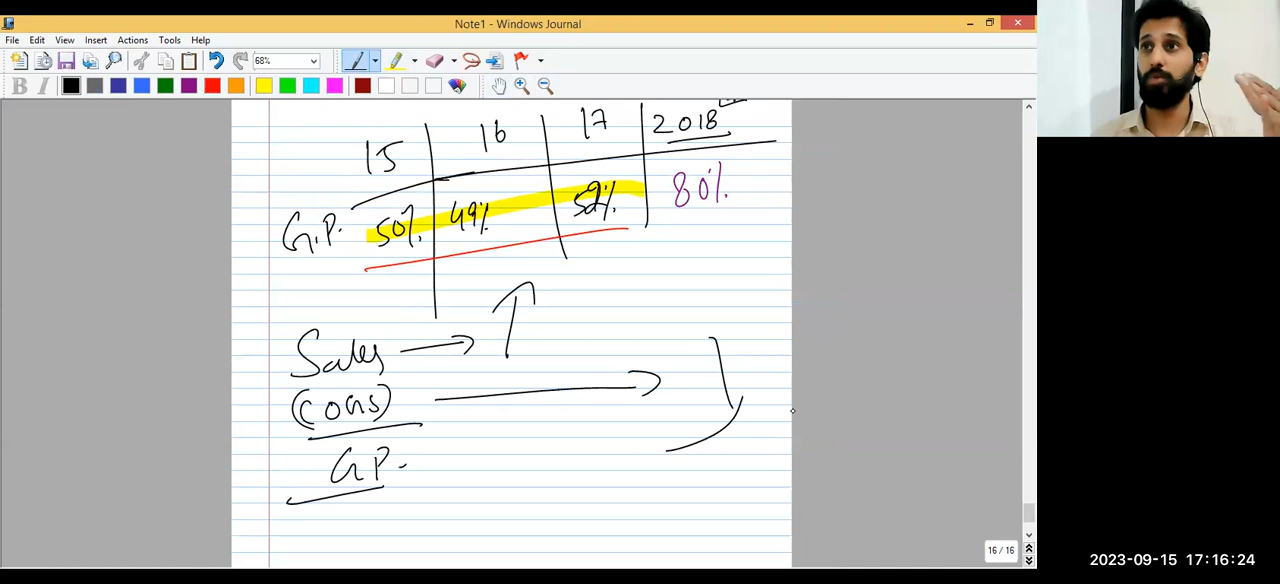 Note1 - Windows Journal
File Edit View Insert Actions Tools Help
68%
B I
15 16 17 2018
G.P. 50% 49% 52% 80%
Sales
(COGS)
GP
16 / 16
2023-09-15 17:16:24